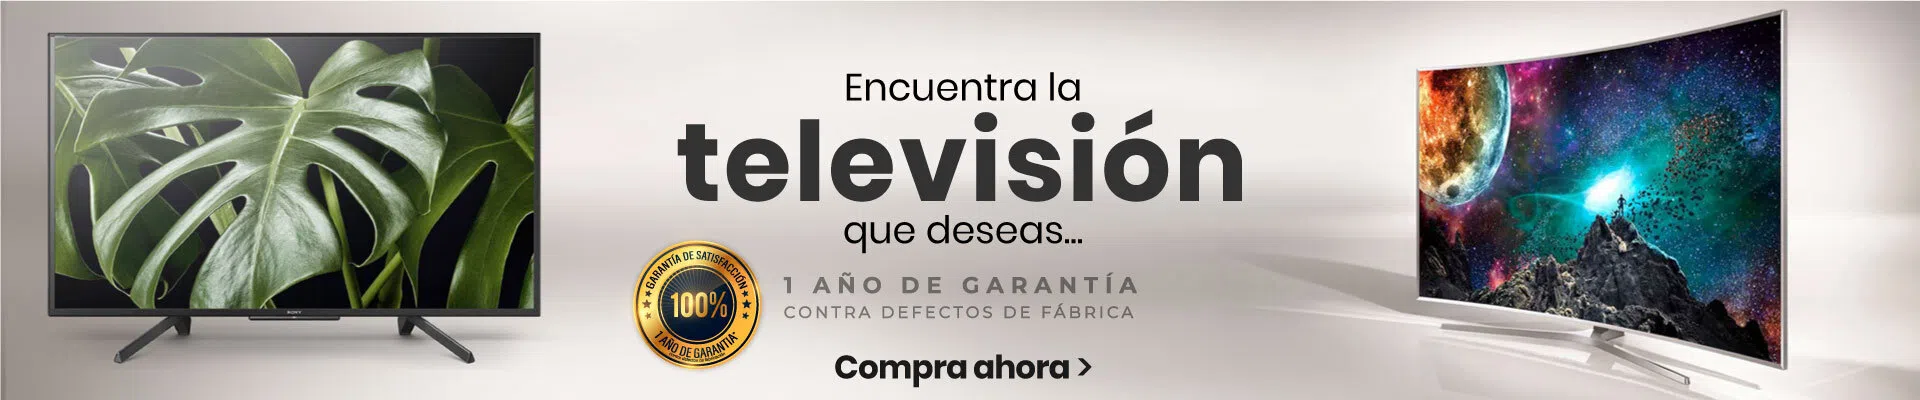 SONY
Encuentra la
televisión
que deseas...
GARANTÍA DE SATISFACCIÓN
100%
1 AÑO DE GARANTIA*
1 AÑO DE GARANTÍA
CONTRA DEFECTOS DE FÁBRICA
Compra ahora >